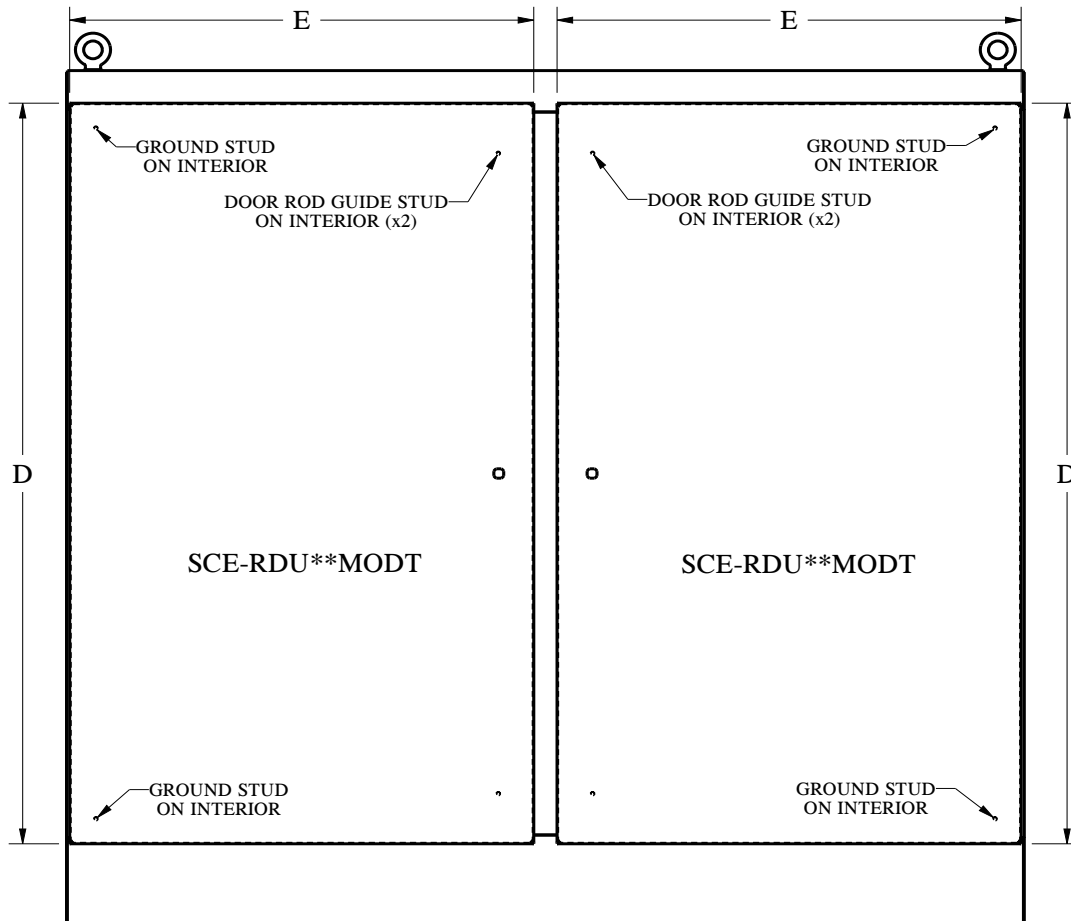 E
E
GROUND STUD
ON INTERIOR
GROUND STUD
ON INTERIOR
DOOR ROD GUIDE STUD
ON INTERIOR (x2)
DOOR ROD GUIDE STUD
ON INTERIOR (x2)
D
D
SCE-RDU**MODT
SCE-RDU**MODT
GROUND STUD
ON INTERIOR
GROUND STUD
ON INTERIOR